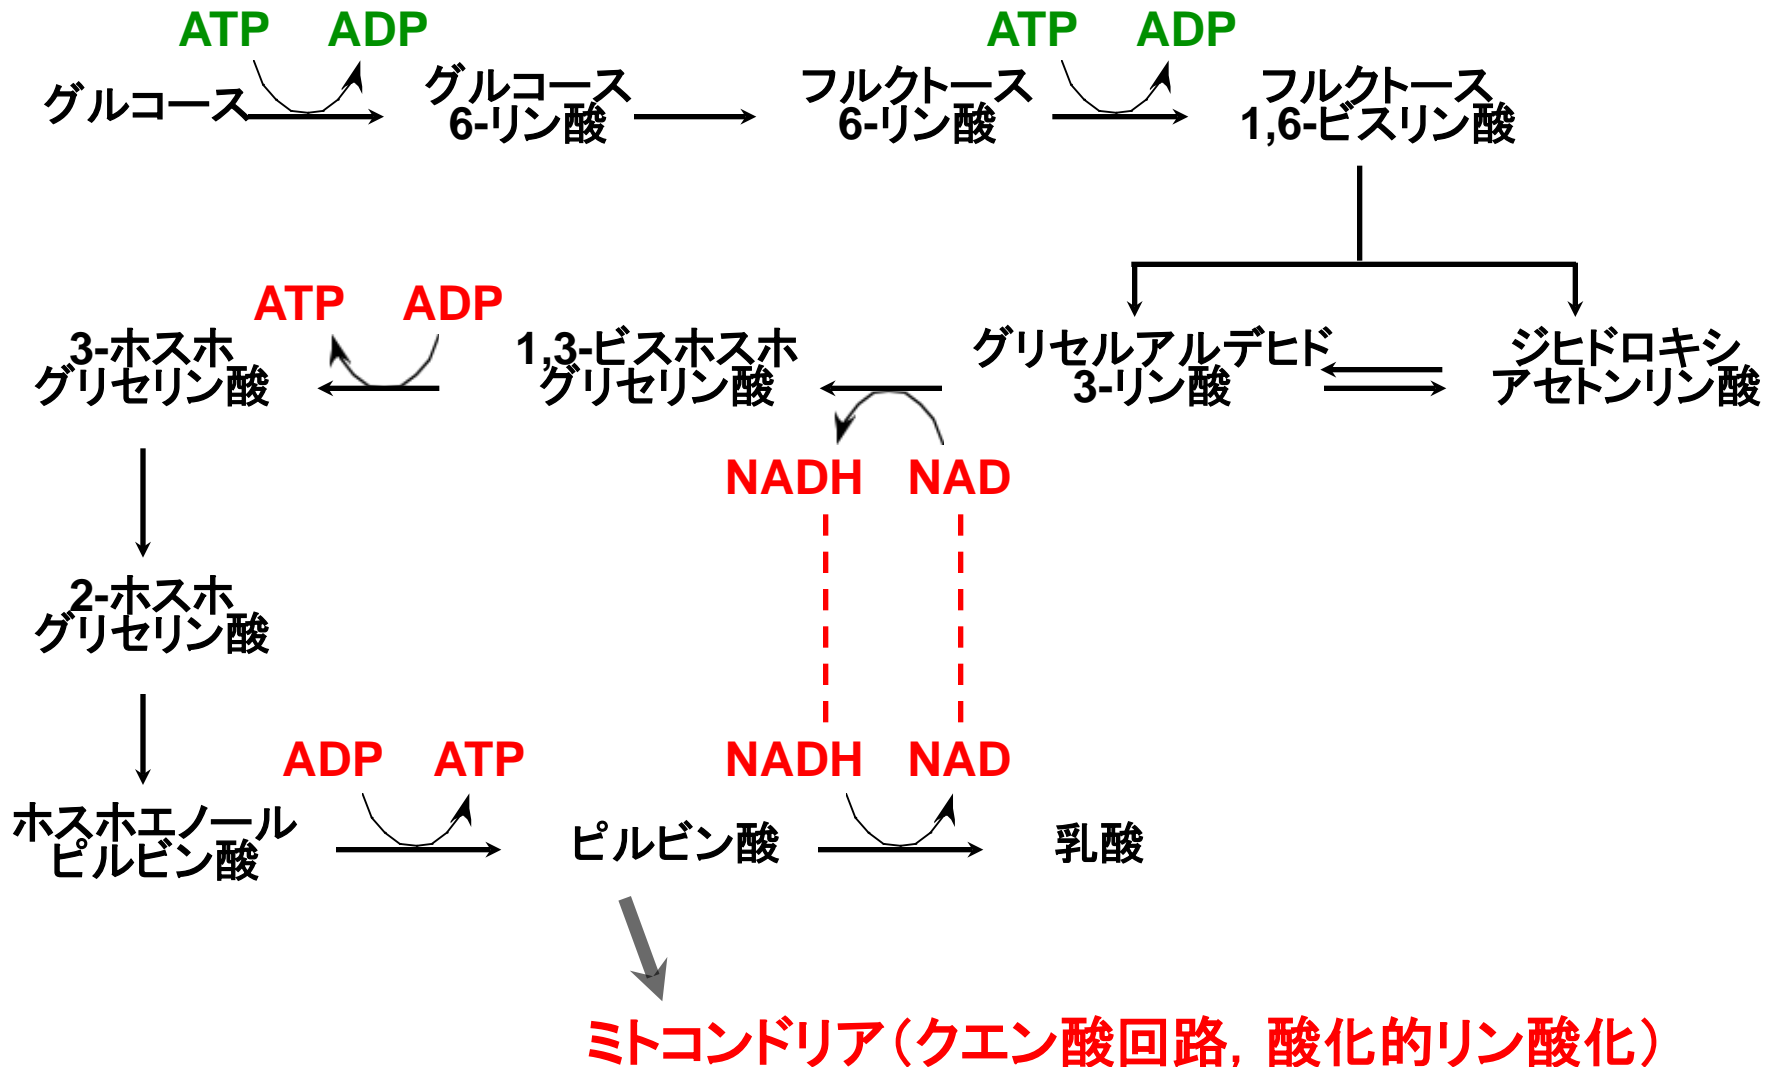 ATP ADP
ATP ADP
グルコース
グルコース
6-リン酸
フルクトース
6-リン酸
フルクトース
1,6-ビスリン酸
ATP ADP
3-ホスホ
グリセリン酸
1,3-ビスホスホ
グリセリン酸
グリセルアルデヒド
3-リン酸
ジヒドロキシ
アセトンリン酸
NADH NAD
2-ホスホ
グリセリン酸
ADP ATP
NADH NAD
ホスホエノール
ピルビン酸
ピルビン酸
乳酸
ミトコンドリア（クエン酸回路，酸化的リン酸化）